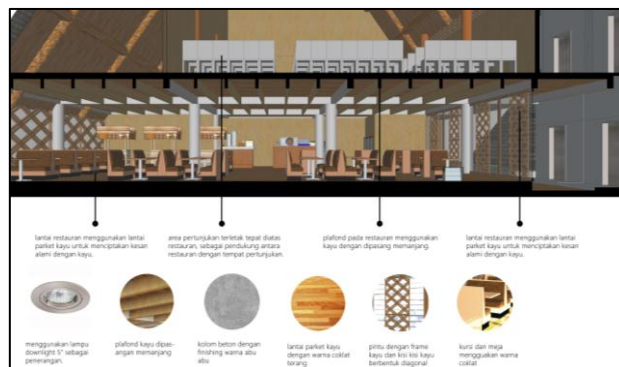 lantai restauran menggunakan lantai
parket kayu untuk menciptakan kesan
alami dengan kayu.
area pertunjukan terletak tepat diatas
restauran, sebagai pendukung antara
restauran dengan tempat pertunjukan.
plafond pada restauran menggunakan
kayu dengan dipasang memanjang.
lantai restauran menggunakan lantai
parket kayu untuk menciptakan kesan
alami dengan kayu.
menggunakan lampu
downlight 5" sebagai
penerangan.
plafond kayu dipas-
angan memanjang
kolom beton dengan
finishing warna abu
abu
lantai parket kayu
dengan warna coklat
terang.
pintu dengan frame
kayu dan kisi kisi kayu
berbentuk diagonal
kursi dan meja
mengguakan warna
coklat